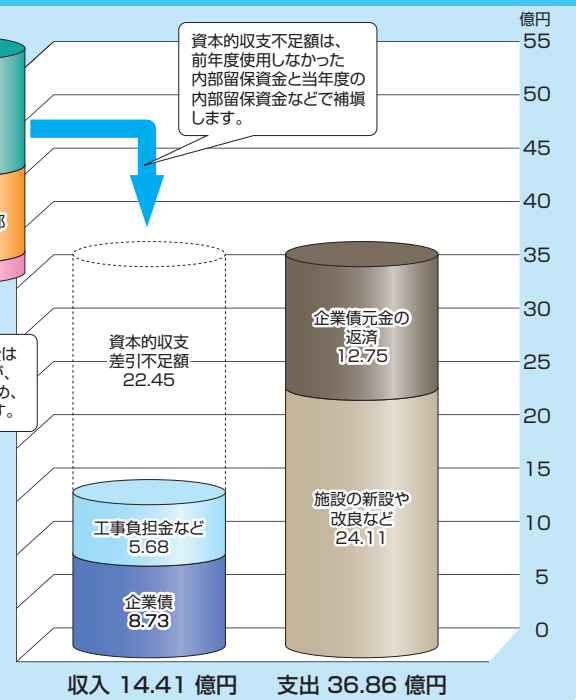 億円
資本的収支不足額は、
前年度使用しなかった
内部留保資金と当年度の
内部留保資金などで補塡
します。
55
50
45
40
35
30
25
20
15
10
5
0
部
は
が、
め、
す。
資本的収支
差引不足額
22.45
工事負担金など
5.68
企業債
8.73
企業債元金の
返済
12.75
施設の新設や
改良など
24.11
収入 14.41 億円
支出 36.86 億円